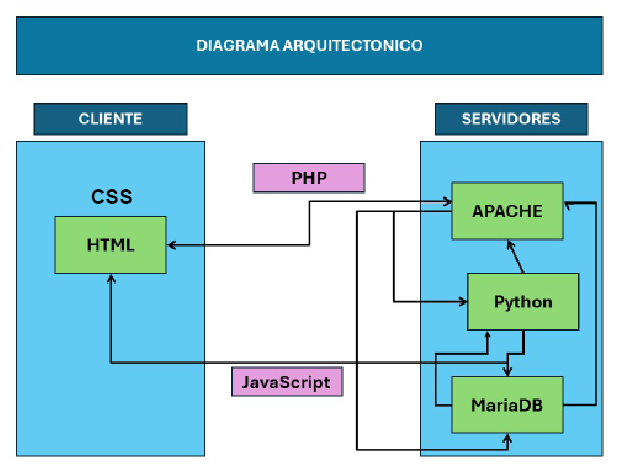 DIAGRAMA ARQUITECTONICO
CLIENTE
SERVIDORES
PHP
CSS
APACHE
HTML
Python
JavaScript
MariaDB